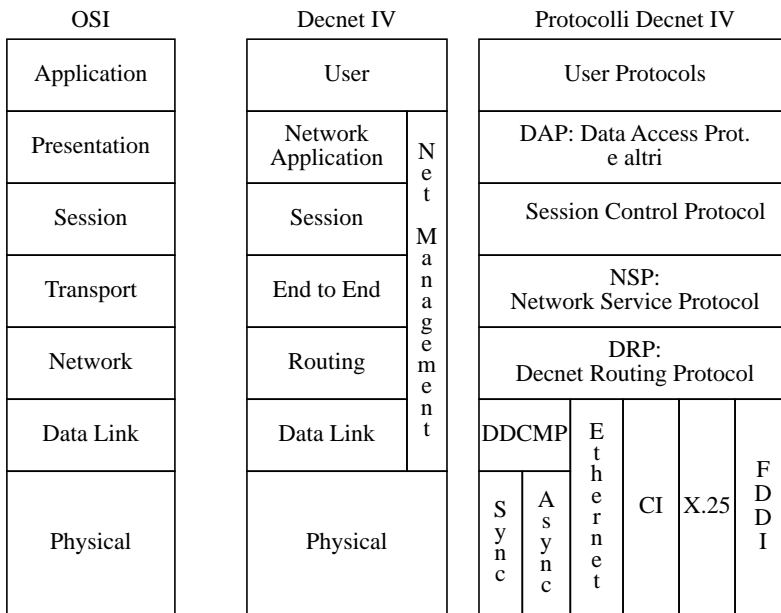 OSI
Decnet IV
Protocolli Decnet IV
Application
User
User Protocols
Presentation
Network
Application
DAP: Data Access Prot.
e altri
Session
Session
Session Control Protocol
Transport
End to End
NSP:
Network Service Protocol
Network
Routing
DRP:
Decnet Routing Protocol
Data Link
Data Link
Net Management
DDCMP
Ethernet
CI
X.25
FDDI
Physical
Physical
Sync
Async